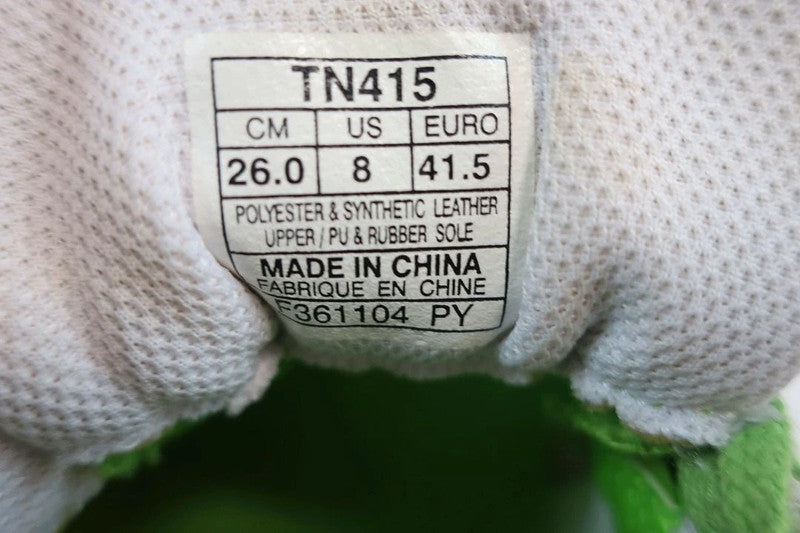 TN415
CM US EURO
26.0 8 41.5
POLYESTER & SYNTHETIC LEATHER
UPPER / PU & RUBBER SOLE
MADE IN CHINA
FABRIQUE EN CHINE
F361104 PY